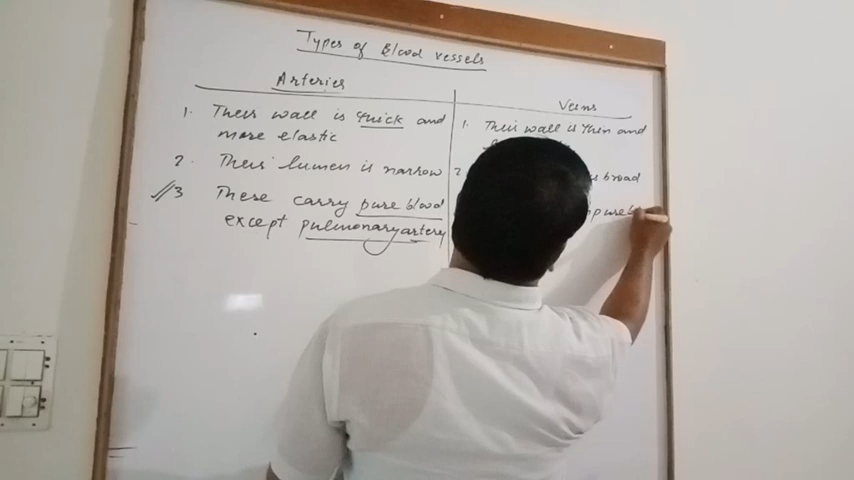 Types of Blood vessels
Arteries
1. Their wall is thick and
more elastic
2. Their lumen is narrow
3 These carry pure blood
except pulmonary artery
Veins
1. Their wall is thin and
2
broad